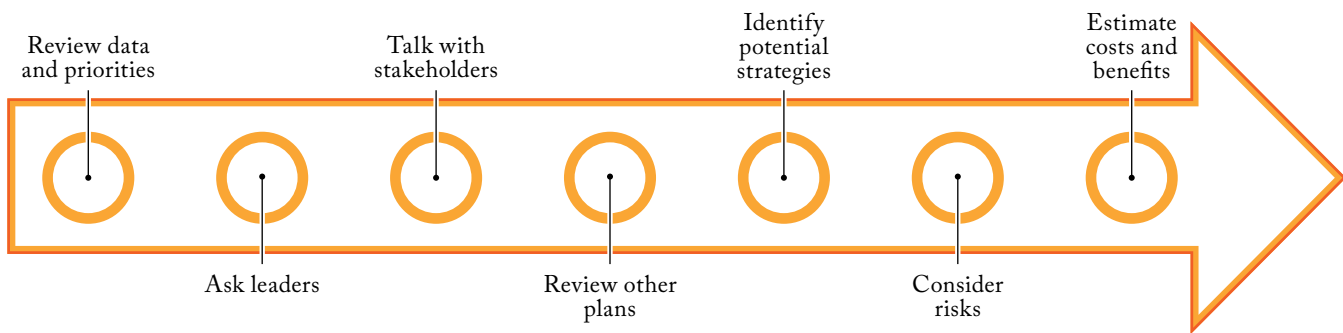 Review data
and priorities
Ask leaders
Talk with
stakeholders
Review other
plans
Identify
potential
strategies
Consider
risks
Estimate
costs and
benefits